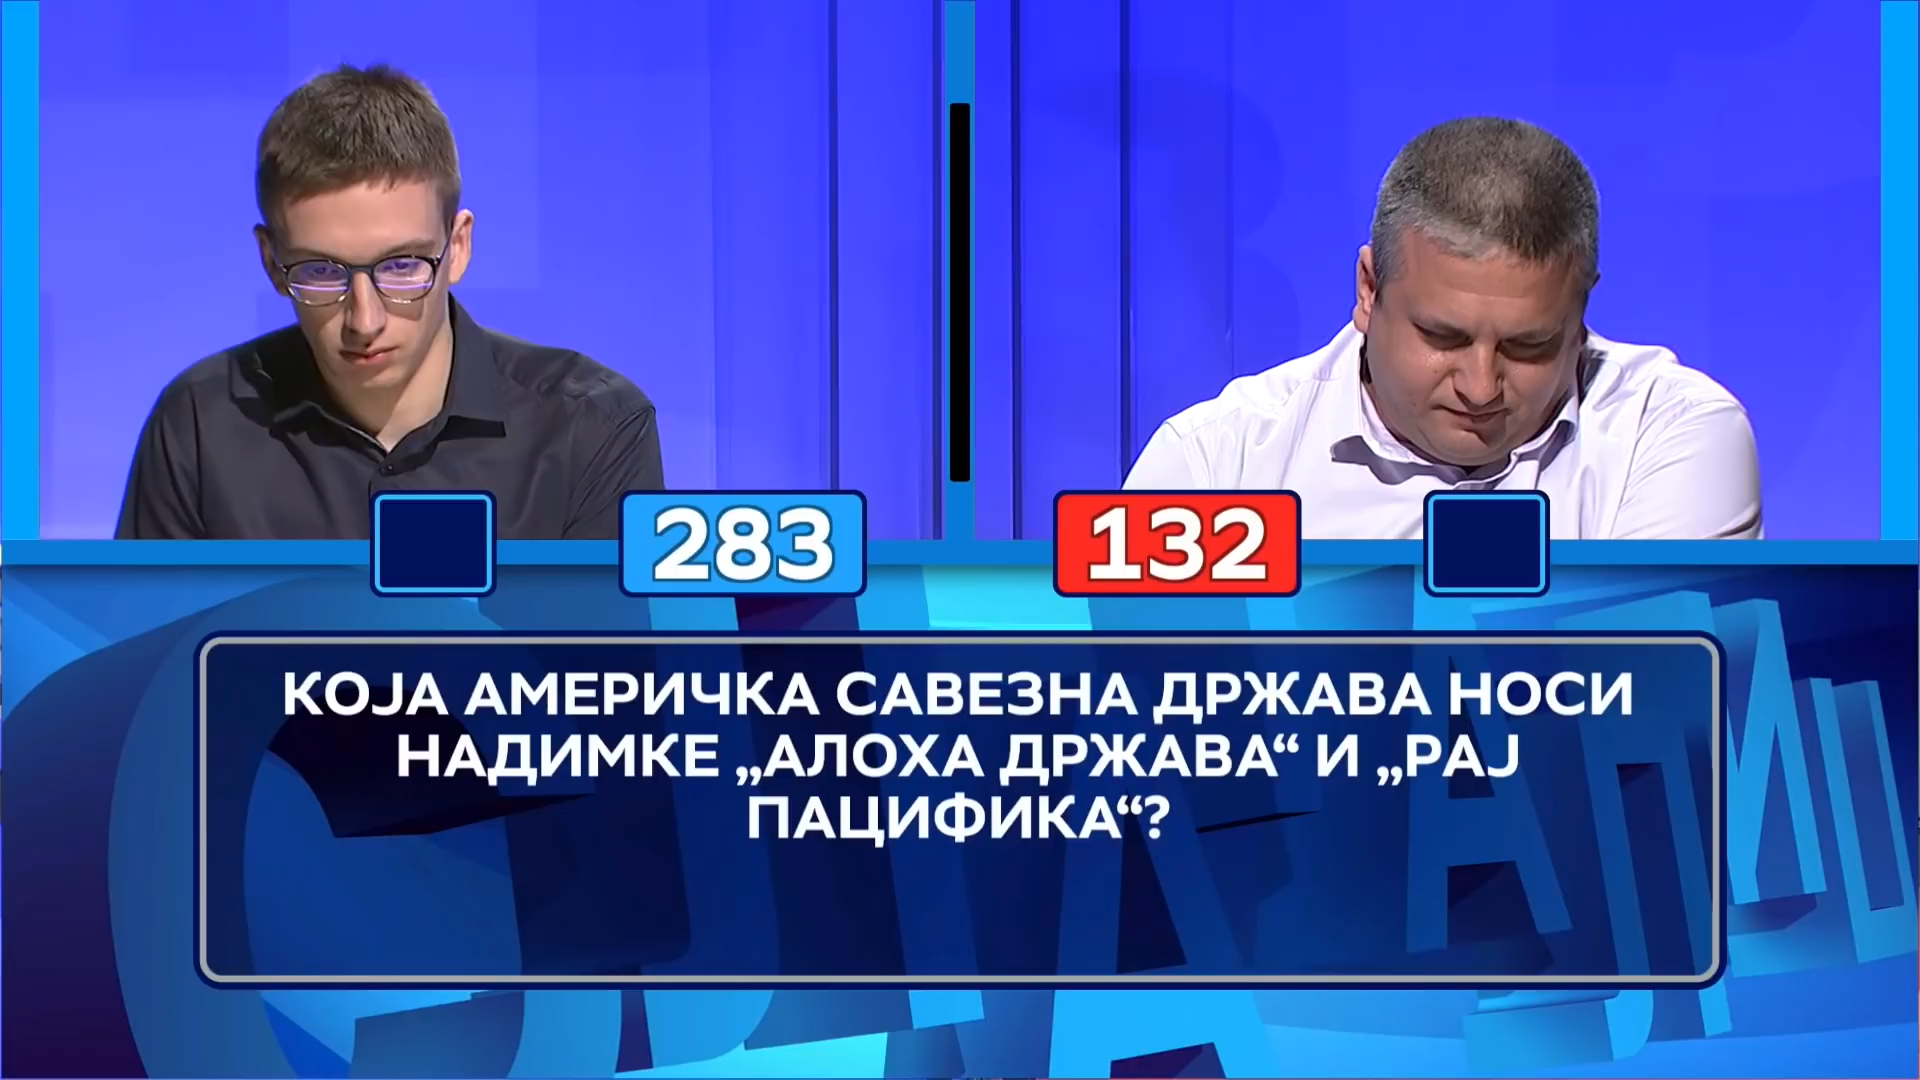 283
132
КОЈА АМЕРИЧКА САВЕЗНА ДРЖАВА НОСИ
НАДИМКЕ „АЛОХА ДРЖАВА“ И „РАЈ
ПАЦИФИКА“?